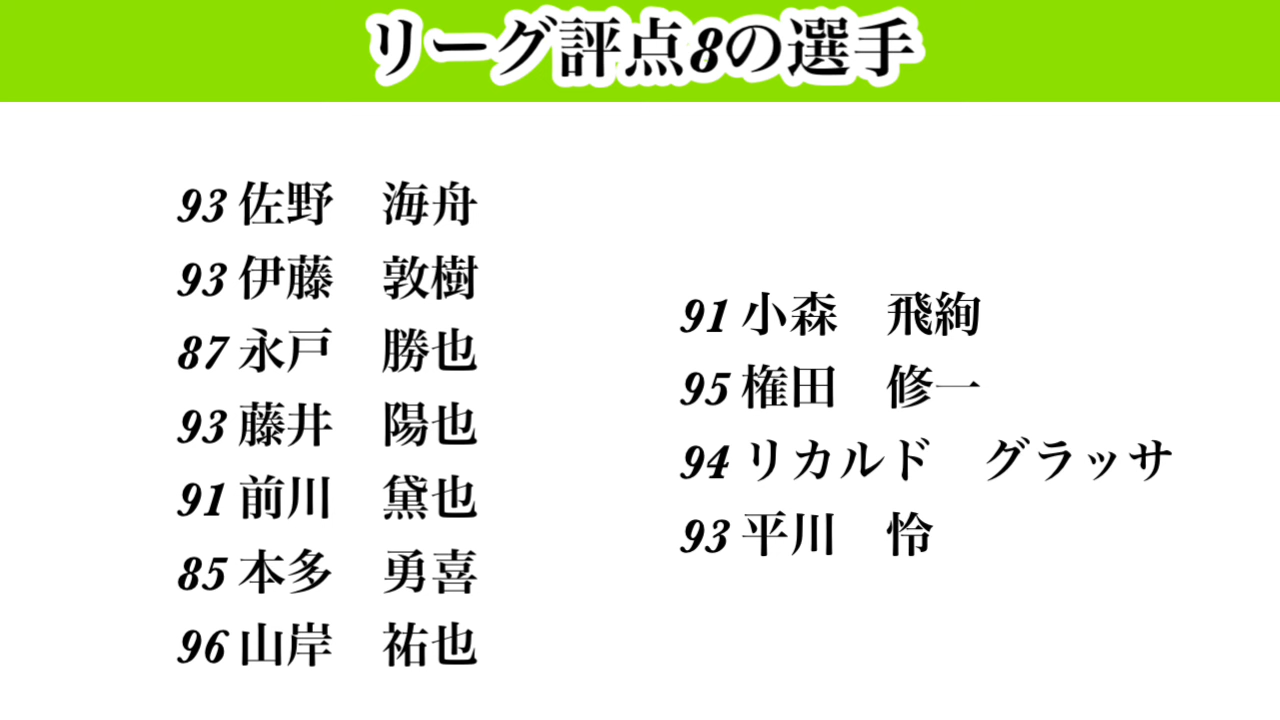 リーグ評点8の選手
93 佐野　海舟
93 伊藤　敦樹
87 永戸　勝也
93 藤井　陽也
91 前川　黛也
85 本多　勇喜
96 山岸　祐也
91 小森　飛絢
95 権田　修一
94 リカルド　グラッサ
93 平川　怜